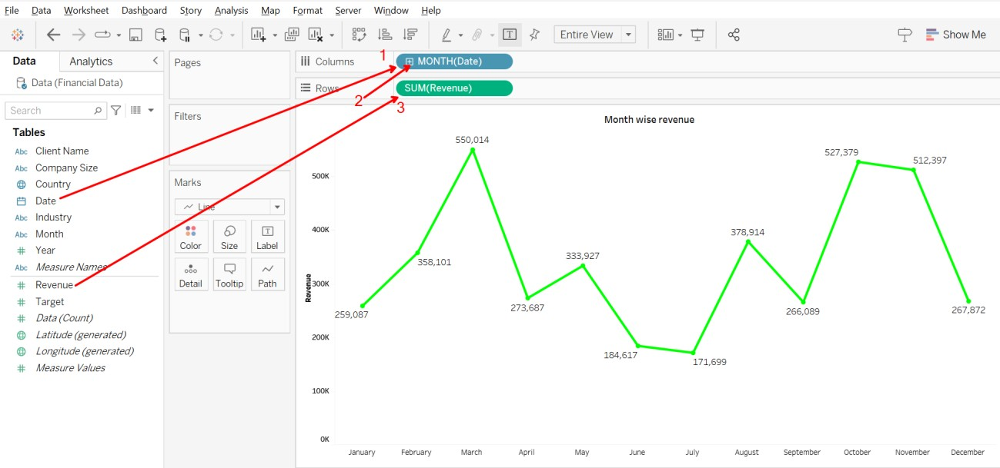 File Data Worksheet Dashboard Story Analysis Map Format Server Window Help
Entire View
Show Me
Data Analytics
Data (Financial Data)
Search
Tables
Abc Client Name
Abc Company Size
Country
Date
Abc Industry
Abc Month
# Year
Abc Measure Names
# Revenue
# Target
# Data (Count)
Latitude (generated)
Longitude (generated)
# Measure Values
Pages
Filters
Marks
Line
Color Size Label
Detail Tooltip Path
Columns 1 MONTH(Date)
Rows 2 SUM(Revenue)
3
Month wise revenue
Revenue
500K
400K
300K
200K
100K
0K
259,087
358,101
550,014
273,687
333,927
184,617
171,699
378,914
266,089
527,379
512,397
267,872
January February March April May June July August September October November December